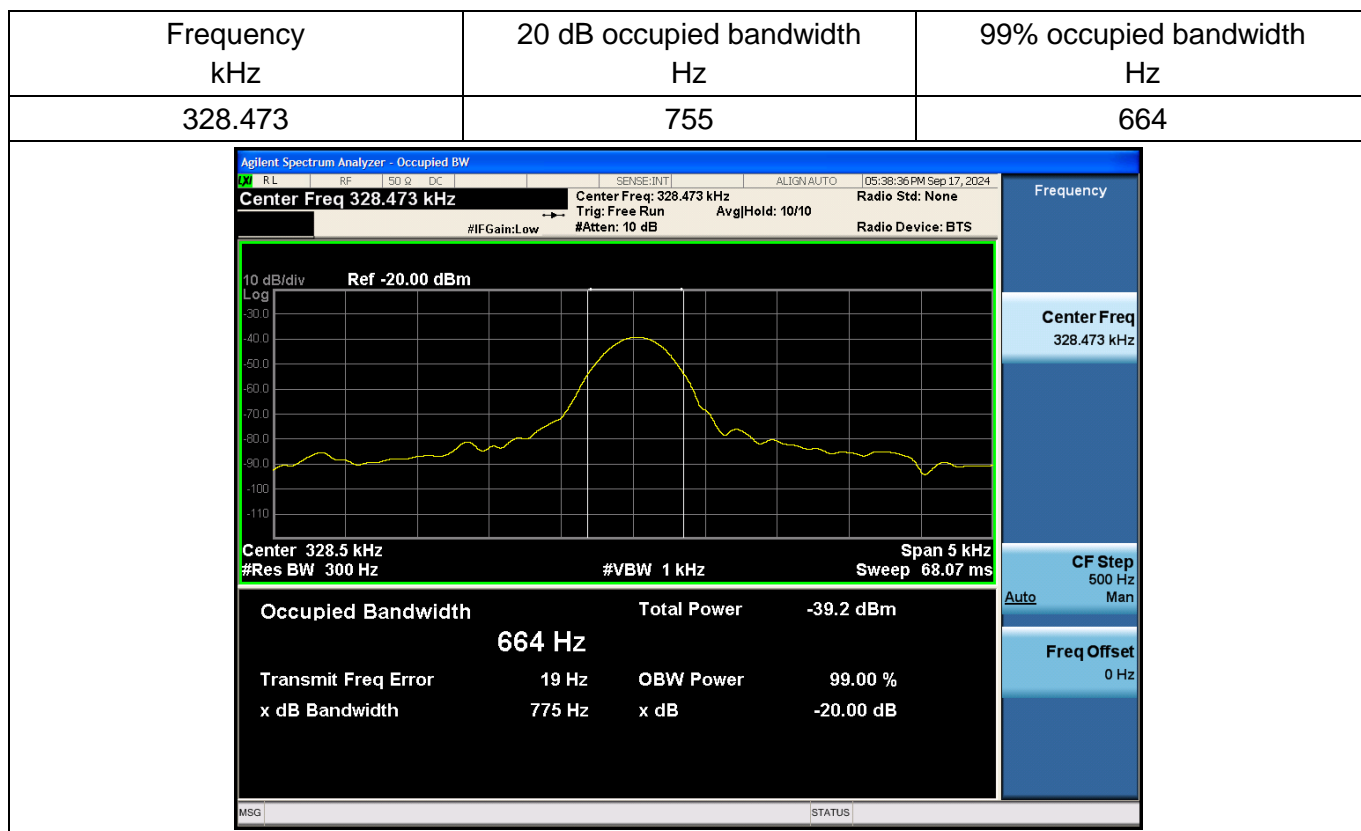 Frequency 20 dB occupied bandwidth 99% occupied bandwidth
kHz Hz Hz
328.473 755 664
Agilent Spectrum Analyzer - Occupied BW
LXI RL RF 50 Ω DC SENSE:INT ALIGN AUTO 05:38:36 PM Sep 17, 2024
Center Freq 328.473 kHz Center Freq: 328.473 kHz Radio Std: None
Trig: Free Run Avg|Hold: 10/10
#IFGain:Low #Atten: 10 dB Radio Device: BTS
Frequency
10 dB/div Ref -20.00 dBm
Log
-30.0
-40.0
-50.0
-60.0
-70.0
-80.0
-90.0
-100
-110
Center 328.5 kHz Span 5 kHz
#Res BW 300 Hz #VBW 1 kHz Sweep 68.07 ms
Center Freq
328.473 kHz
CF Step
500 Hz
Auto Man
Freq Offset
0 Hz
Occupied Bandwidth Total Power -39.2 dBm
664 Hz
Transmit Freq Error 19 Hz OBW Power 99.00 %
x dB Bandwidth 775 Hz x dB -20.00 dB
MSG STATUS